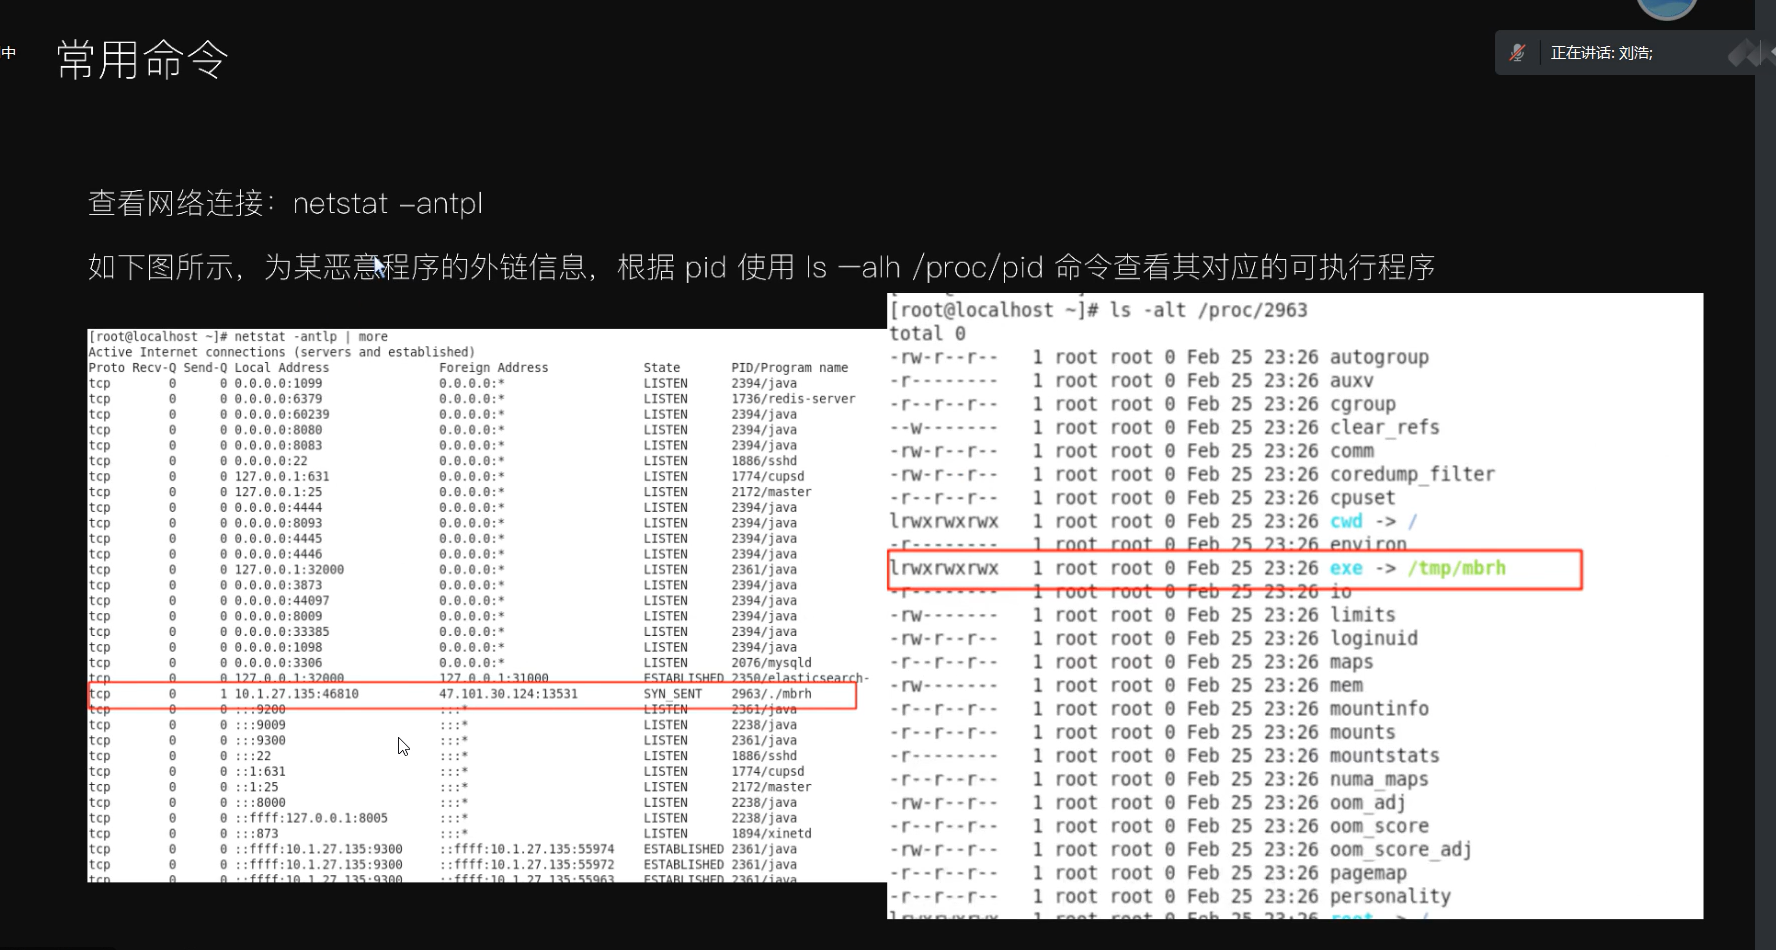 中
常用命令
正在讲话: 刘浩;
查看网络连接：netstat –antpl
如下图所示，为某恶意程序的外链信息，根据 pid 使用 ls —alh /proc/pid 命令查看其对应的可执行程序
[root@localhost ~]# netstat -antlp | more
Active Internet connections (servers and established)
Proto Recv-Q Send-Q Local Address Foreign Address State PID/Program name
tcp 0 0 0.0.0.0:1099 0.0.0.0:* LISTEN 2394/java
tcp 0 0 0.0.0.0:6379 0.0.0.0:* LISTEN 1736/redis-server
tcp 0 0 0.0.0.0:60239 0.0.0.0:* LISTEN 2394/java
tcp 0 0 0.0.0.0:8080 0.0.0.0:* LISTEN 2394/java
tcp 0 0 0.0.0.0:8083 0.0.0.0:* LISTEN 2394/java
tcp 0 0 0.0.0.0:22 0.0.0.0:* LISTEN 1886/sshd
tcp 0 0 127.0.0.1:631 0.0.0.0:* LISTEN 1774/cupsd
tcp 0 0 127.0.0.1:25 0.0.0.0:* LISTEN 2172/master
tcp 0 0 0.0.0.0:4444 0.0.0.0:* LISTEN 2394/java
tcp 0 0 0.0.0.0:8093 0.0.0.0:* LISTEN 2394/java
tcp 0 0 0.0.0.0:4445 0.0.0.0:* LISTEN 2394/java
tcp 0 0 0.0.0.0:4446 0.0.0.0:* LISTEN 2394/java
tcp 0 0 127.0.0.1:32000 0.0.0.0:* LISTEN 2361/java
tcp 0 0 0.0.0.0:3873 0.0.0.0:* LISTEN 2394/java
tcp 0 0 0.0.0.0:44097 0.0.0.0:* LISTEN 2394/java
tcp 0 0 0.0.0.0:8009 0.0.0.0:* LISTEN 2394/java
tcp 0 0 0.0.0.0:33385 0.0.0.0:* LISTEN 2394/java
tcp 0 0 0.0.0.0:1098 0.0.0.0:* LISTEN 2394/java
tcp 0 0 0.0.0.0:3306 0.0.0.0:* LISTEN 2076/mysqld
tcp 0 0 127.0.0.1:32000 127.0.0.1:31000 ESTABLISHED 2350/elasticsearch-
tcp 0 1 10.1.27.135:46810 47.101.30.124:13531 SYN_SENT 2963/./mbrh
tcp 0 0 :::9200 :::* LISTEN 2361/java
tcp 0 0 :::9009 :::* LISTEN 2238/java
tcp 0 0 :::9300 :::* LISTEN 2361/java
tcp 0 0 :::22 :::* LISTEN 1886/sshd
tcp 0 0 ::1:631 :::* LISTEN 1774/cupsd
tcp 0 0 ::1:25 :::* LISTEN 2172/master
tcp 0 0 :::8000 :::* LISTEN 2238/java
tcp 0 0 ::ffff:127.0.0.1:8005 :::* LISTEN 2238/java
tcp 0 0 :::873 :::* LISTEN 1894/xinetd
tcp 0 0 ::ffff:10.1.27.135:9300 ::ffff:10.1.27.135:55974 ESTABLISHED 2361/java
tcp 0 0 ::ffff:10.1.27.135:9300 ::ffff:10.1.27.135:55972 ESTABLISHED 2361/java
tcp 0 0 ::ffff:10.1.27.135:9300 ::ffff:10.1.27.135:55963 ESTABLISHED 2361/java
[root@localhost ~]# ls -alt /proc/2963
total 0
-rw-r--r-- 1 root root 0 Feb 25 23:26 autogroup
-r-------- 1 root root 0 Feb 25 23:26 auxv
-r--r--r-- 1 root root 0 Feb 25 23:26 cgroup
--w------- 1 root root 0 Feb 25 23:26 clear_refs
-rw-r--r-- 1 root root 0 Feb 25 23:26 comm
-rw-r--r-- 1 root root 0 Feb 25 23:26 coredump_filter
-r--r--r-- 1 root root 0 Feb 25 23:26 cpuset
lrwxrwxrwx 1 root root 0 Feb 25 23:26 cwd -> /
-r-------- 1 root root 0 Feb 25 23:26 environ
lrwxrwxrwx 1 root root 0 Feb 25 23:26 exe -> /tmp/mbrh
-r-------- 1 root root 0 Feb 25 23:26 io
-rw------- 1 root root 0 Feb 25 23:26 limits
-rw-r--r-- 1 root root 0 Feb 25 23:26 loginuid
-r--r--r-- 1 root root 0 Feb 25 23:26 maps
-rw------- 1 root root 0 Feb 25 23:26 mem
-r--r--r-- 1 root root 0 Feb 25 23:26 mountinfo
-r--r--r-- 1 root root 0 Feb 25 23:26 mounts
-r-------- 1 root root 0 Feb 25 23:26 mountstats
-r--r--r-- 1 root root 0 Feb 25 23:26 numa_maps
-rw-r--r-- 1 root root 0 Feb 25 23:26 oom_adj
-r--r--r-- 1 root root 0 Feb 25 23:26 oom_score
-rw-r--r-- 1 root root 0 Feb 25 23:26 oom_score_adj
-r--r--r-- 1 root root 0 Feb 25 23:26 pagemap
-r--r--r-- 1 root root 0 Feb 25 23:26 personality
lrwxrwxrwx 1 root root 0 Feb 25 23:26 root -> /